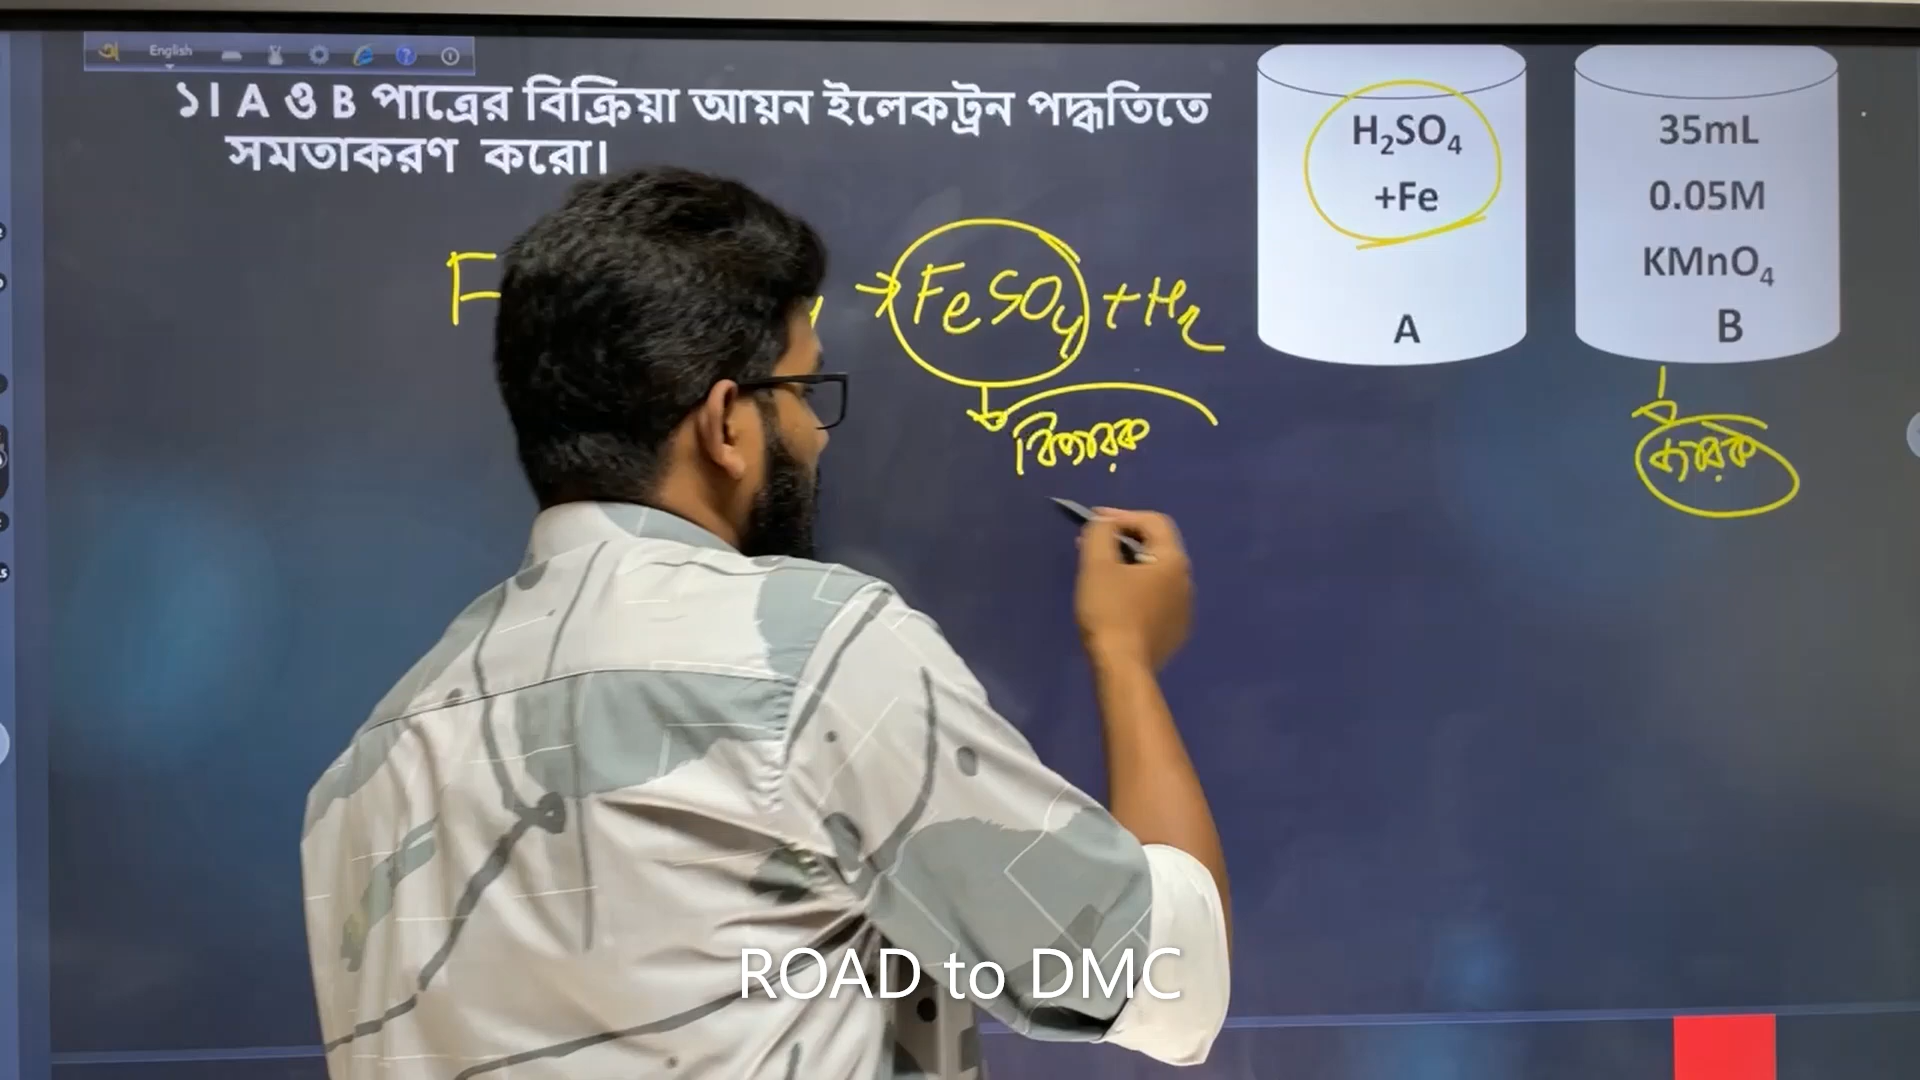 English
১। A ও B পাত্রের বিক্রিয়া আয়ন ইলেকট্রন পদ্ধতিতে
সমতাকরণ করো।
H₂SO₄
+Fe
A
35mL
0.05M
KMnO₄
B
→ FeSO₄ + H₂
বিজারক
জারক
ROAD to DMC